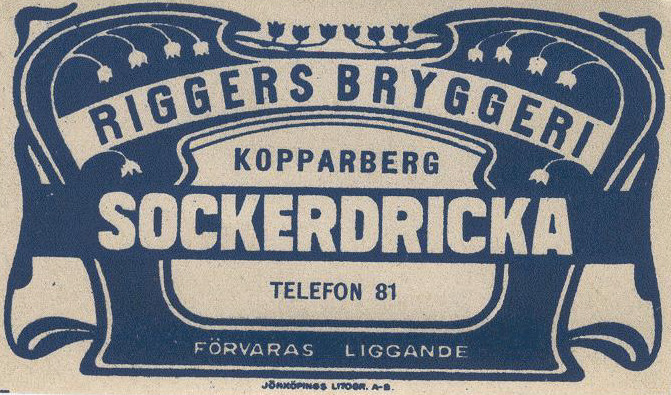 RIGGERS BRYGGERI
KOPPARBERG
SOCKERDRICKA
TELEFON 81
FÖRVARAS LIGGANDE
JÖNKÖPINGS LITOGR. A-B.